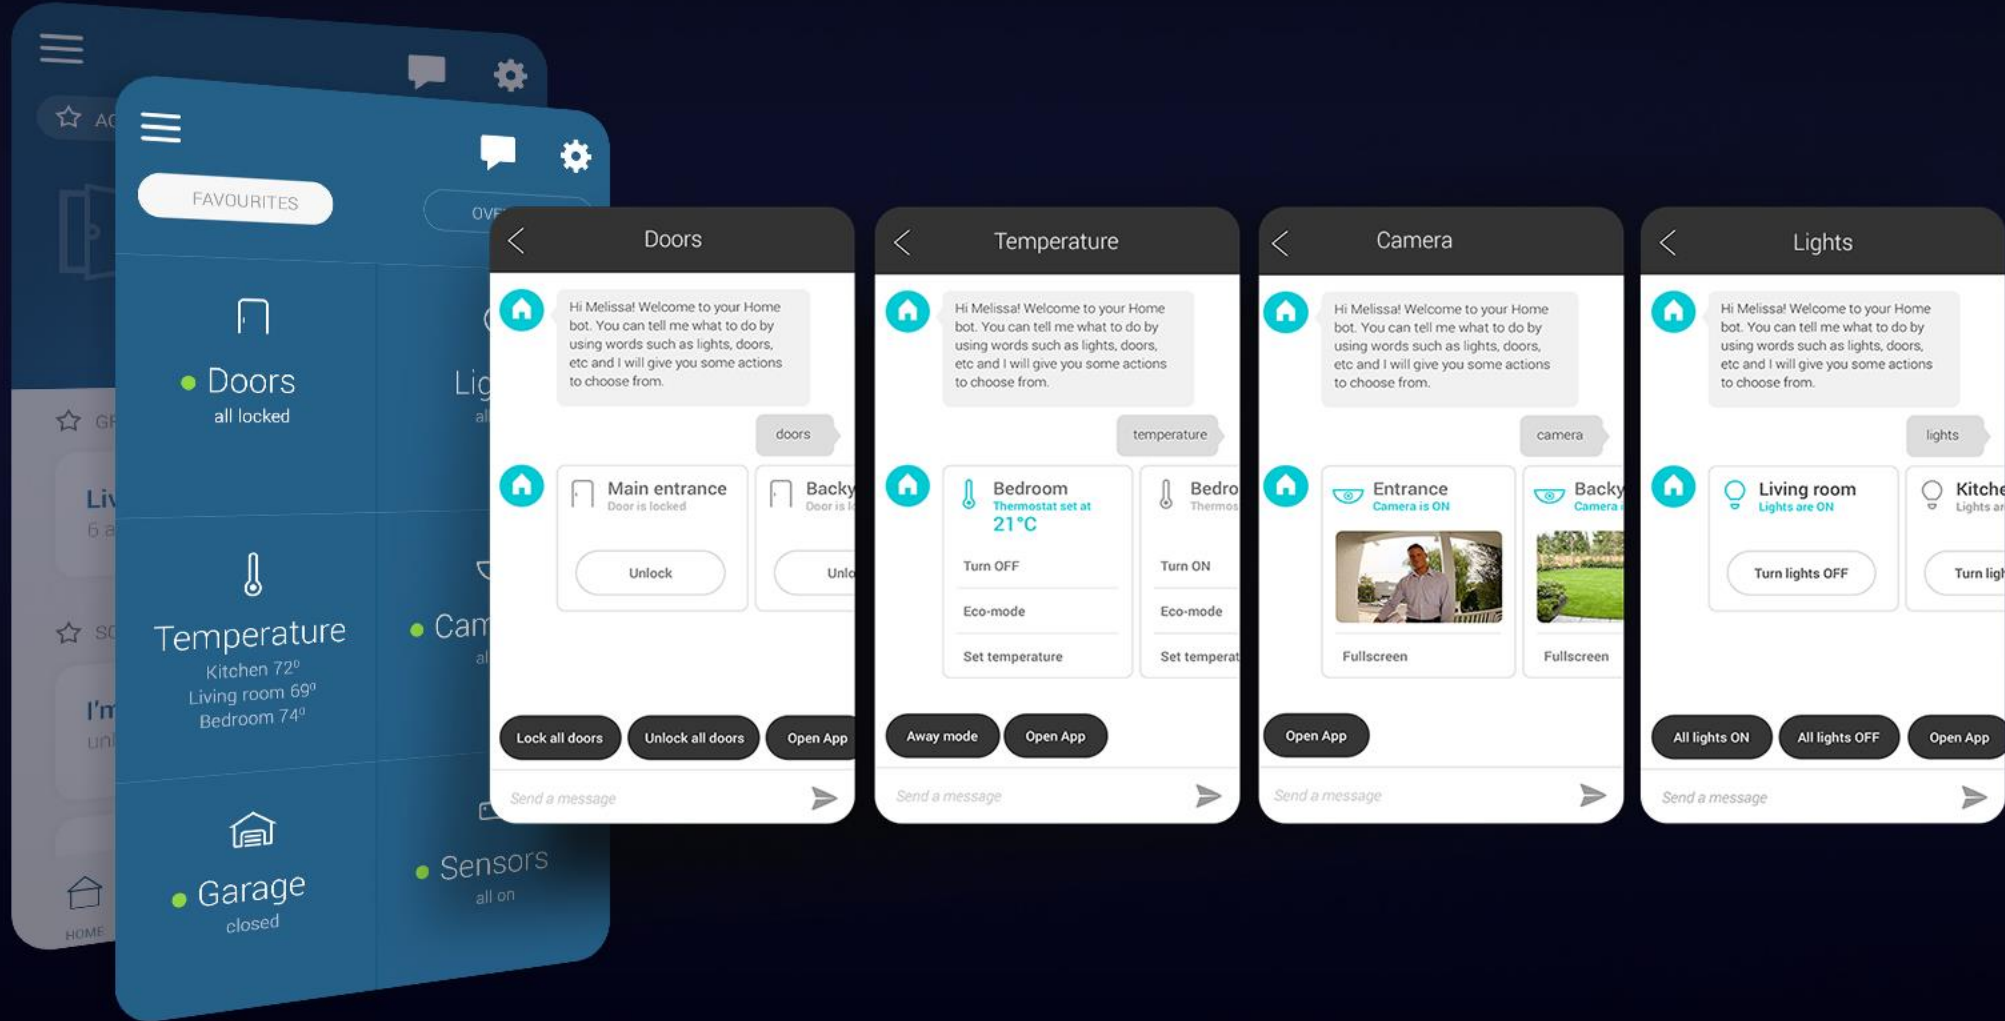 FAVOURITES
Doors
all locked
Temperature
Kitchen 72⁰
Living room 69⁰
Bedroom 74⁰
Garage
closed
Sensors
all on
HOME
Doors
Hi Melissa! Welcome to your Home
bot. You can tell me what to do by
using words such as lights, doors,
etc and I will give you some actions
to choose from.
doors
Main entrance
Door is locked
Unlock
Lock all doors
Unlock all doors
Open App
Send a message
Temperature
Hi Melissa! Welcome to your Home
bot. You can tell me what to do by
using words such as lights, doors,
etc and I will give you some actions
to choose from.
temperature
Bedroom
Thermostat set at
21°C
Turn OFF
Eco-mode
Set temperature
Turn ON
Eco-mode
Set
Away mode
Open App
Send a message
Camera
Hi Melissa! Welcome to your Home
bot. You can tell me what to do by
using words such as lights, doors,
etc and I will give you some actions
to choose from.
camera
Entrance
Camera is ON
Fullscreen
Camera
Fullscreen
Open App
Send a message
Lights
Hi Melissa! Welcome to your Home
bot. You can tell me what to do by
using words such as lights, doors,
etc and I will give you some actions
to choose from.
lights
Living room
Lights are ON
Turn lights OFF
Lights
Turn
All lights ON
All lights OFF
Open App
Send a message